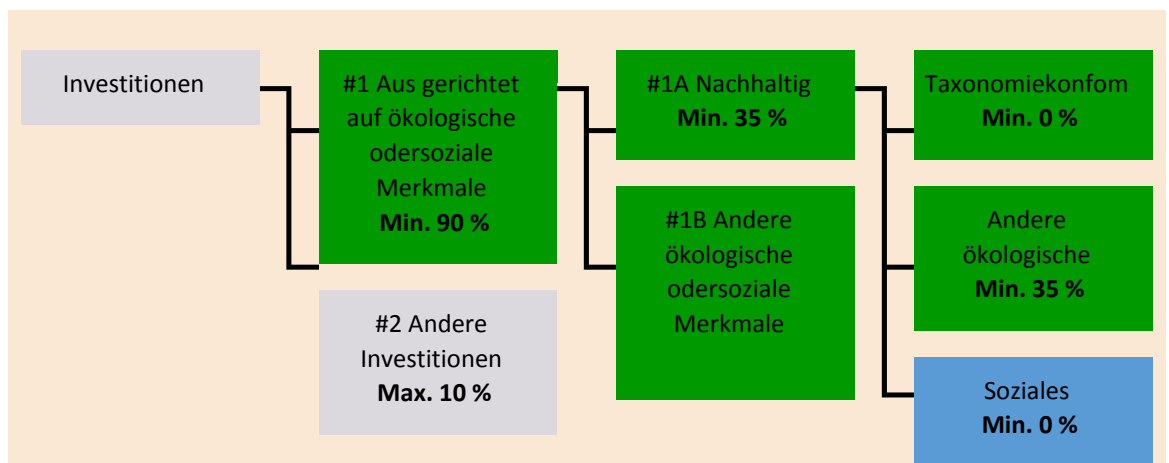 Investitionen
#1 Aus gerichtet
auf ökologische
odersoziale
Merkmale
Min. 90 %
#2 Andere
Investitionen
Max. 10 %
#1A Nachhaltig
Min. 35 %
#1B Andere
ökologische
odersoziale
Merkmale
Taxonomiekonfom
Min. 0 %
Andere
ökologische
Min. 35 %
Soziales
Min. 0 %